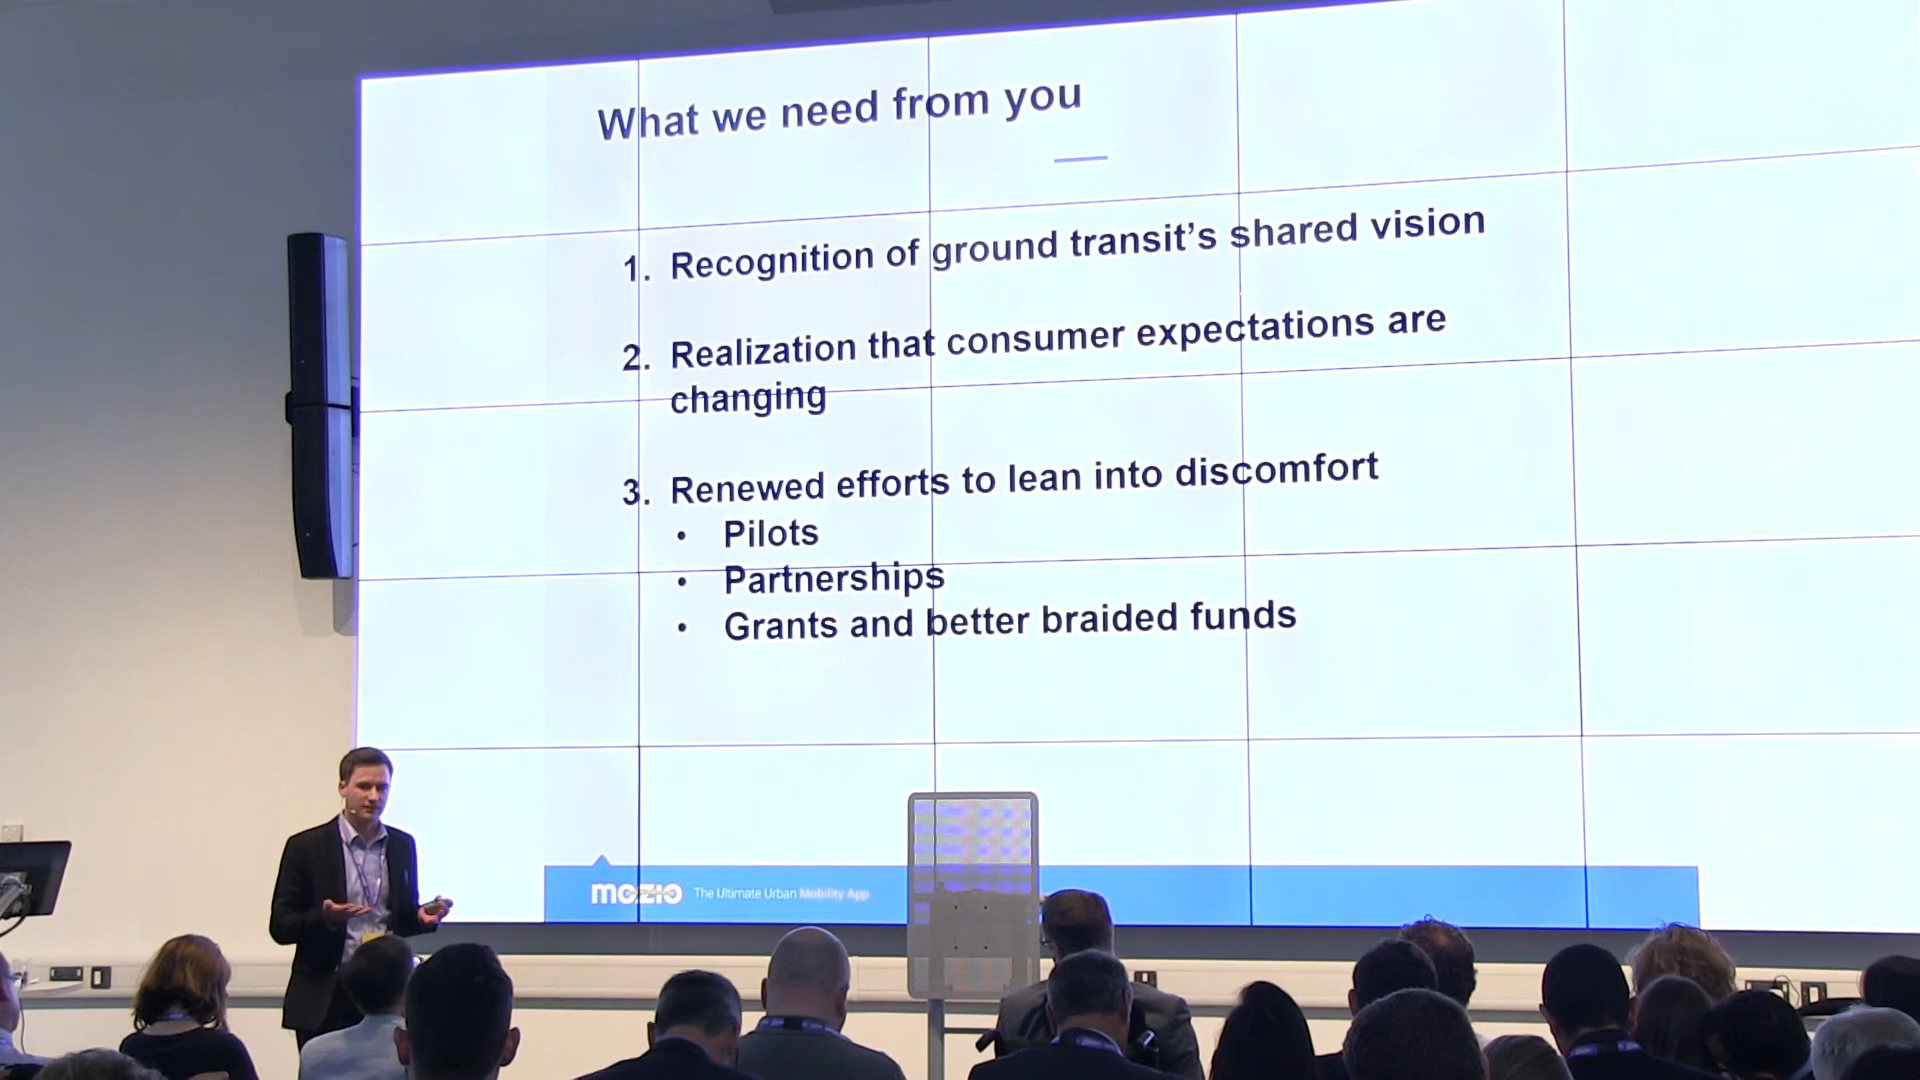 What we need from you
1. Recognition of ground transit’s shared vision
2. Realization that consumer expectations are
changing
3. Renewed efforts to lean into discomfort
• Pilots
• Partnerships
• Grants and better braided funds
mozio The Ultimate Urban Mobility App